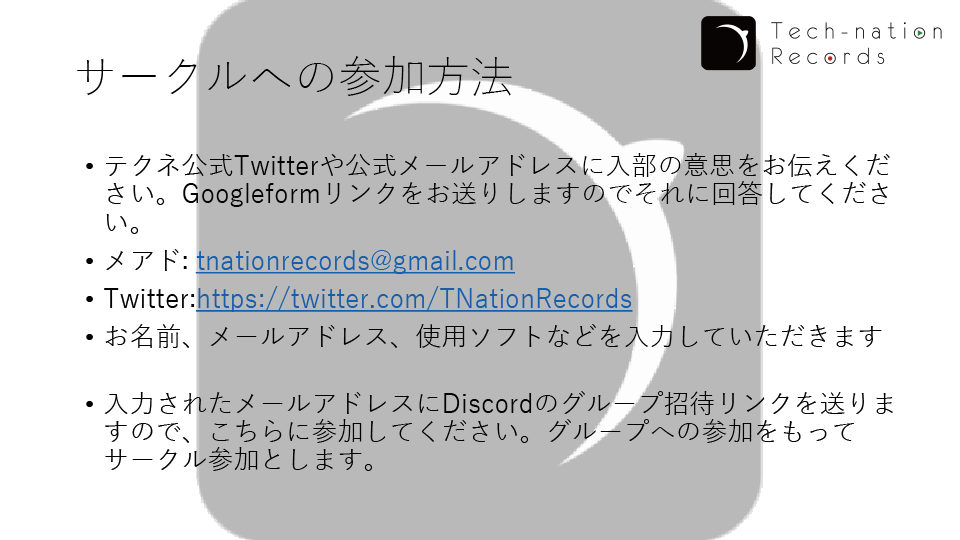 Tech-nation
Records
サークルへの参加方法
• テクネ公式Twitterや公式メールアドレスに入部の意思をお伝えくだ
さい。Googleformリンクをお送りしますのでそれに回答してくださ
い。
• メアド: tnationrecords@gmail.com
• Twitter:https://twitter.com/TNationRecords
• お名前、メールアドレス、使用ソフトなどを入力していただきます
• 入力されたメールアドレスにDiscordのグループ招待リンクを送りま
すので、こちらに参加してください。グループへの参加をもって
サークル参加とします。